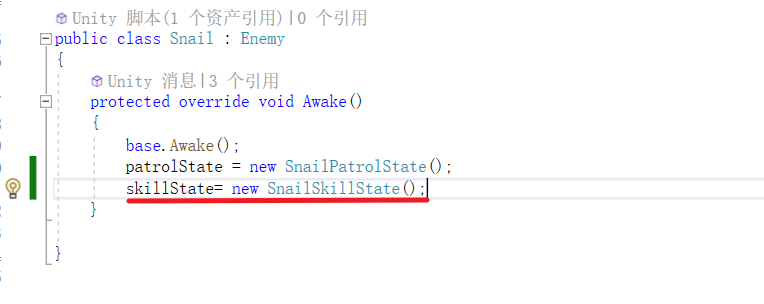 Unity 脚本(1 个资产引用)|0 个引用
public class Snail : Enemy
{
Unity 消息|3 个引用
protected override void Awake()
{
base.Awake();
patrolState = new SnailPatrolState();
skillState= new SnailSkillState();
}
}